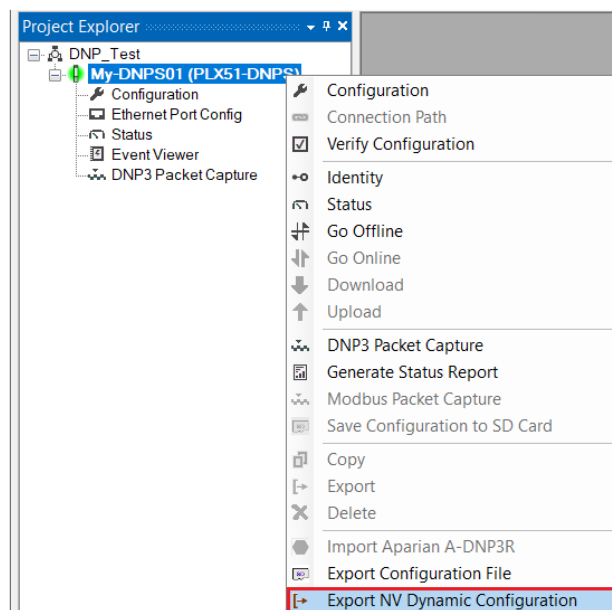 Project Explorer
DNP_Test
My-DNPS01 (PLX51-DNPS)
Configuration
Ethernet Port Config
Status
Event Viewer
DNP3 Packet Capture
Configuration
Connection Path
Verify Configuration
Identity
Status
Go Offline
Go Online
Download
Upload
DNP3 Packet Capture
Generate Status Report
Modbus Packet Capture
Save Configuration to SD Card
Copy
Export
Delete
Import Aparian A-DNP3R
Export Configuration File
Export NV Dynamic Configuration